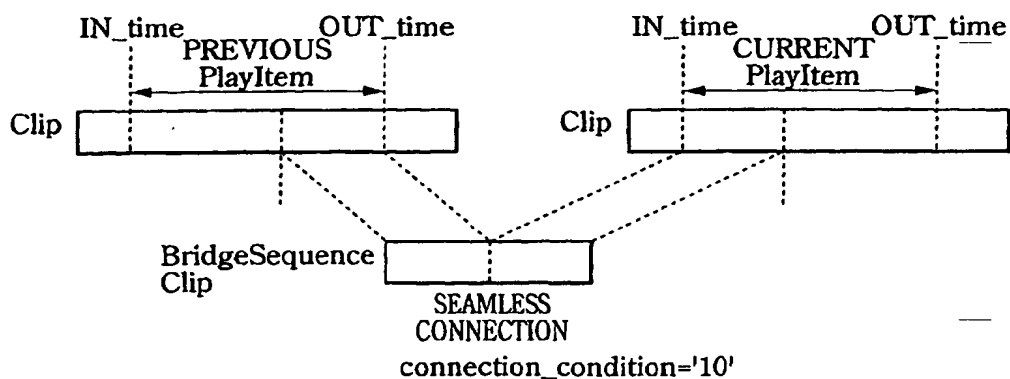 IN_time OUT_time IN_time OUT_time
PREVIOUS CURRENT
PlayItem PlayItem
Clip Clip
BridgeSequence
Clip
SEAMLESS
CONNECTION
connection_condition='10'